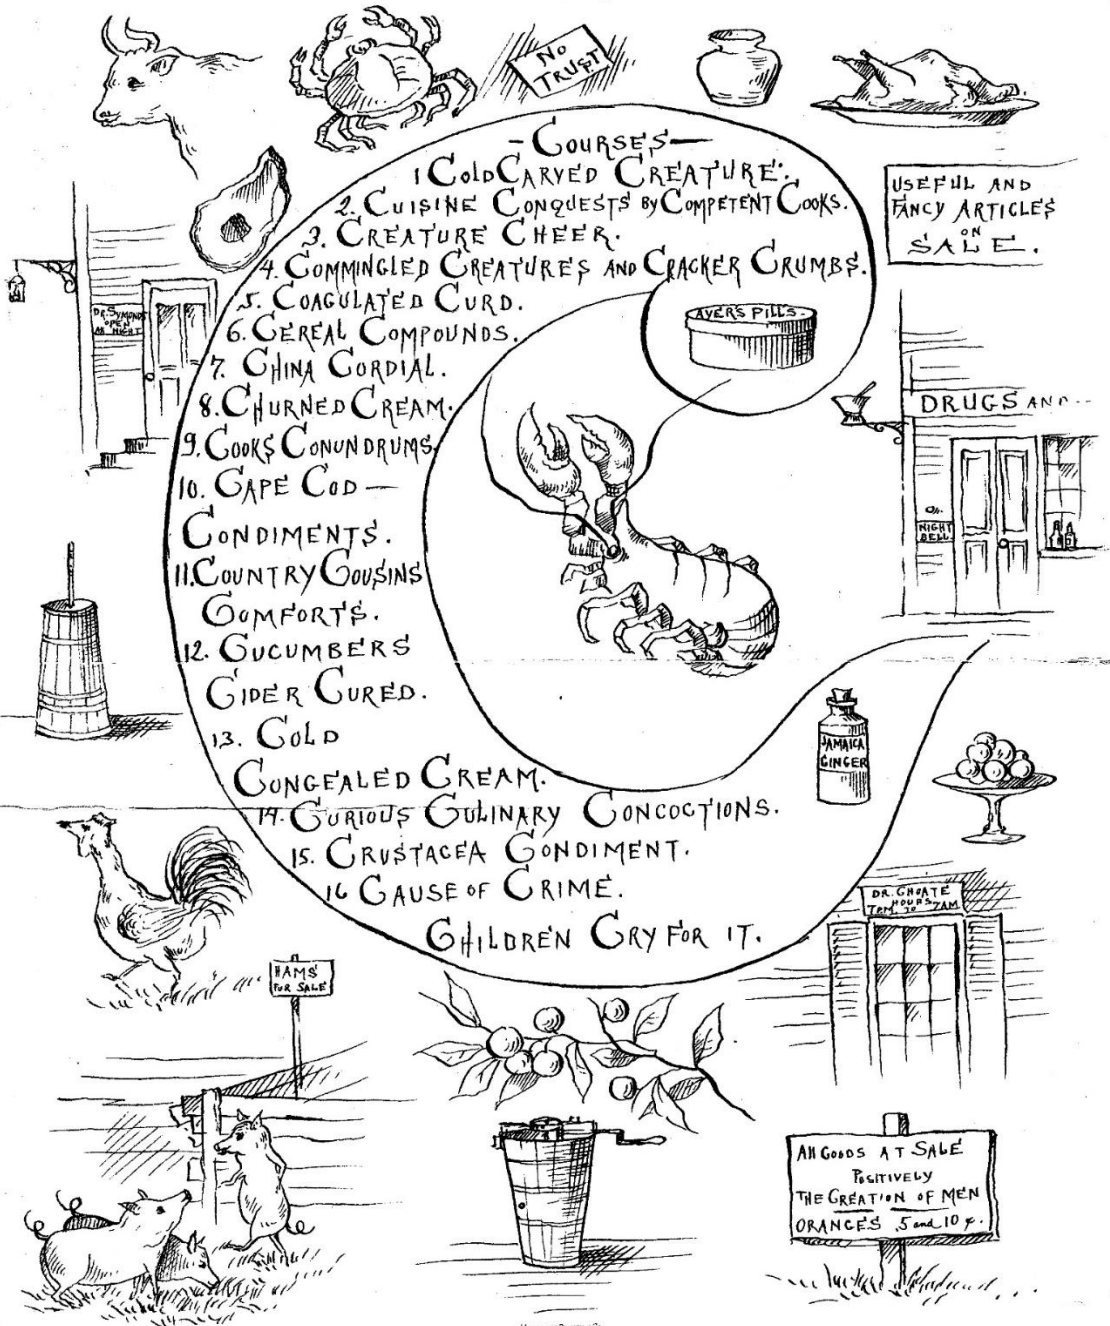 No
TRUST
- COURSES -
1 COLD CARVED CREATURE.
2. CUISINE CONQUESTS BY COMPETENT COOKS.
3. CREATURE CHEER.
4. COMMINGLED CREATURES AND CRACKER CRUMBS.
5. COAGULATED CURD.
6. CEREAL COMPOUNDS.
7. CHINA CORDIAL.
8. CHURNED CREAM.
9. COOKS CONUNDRUMS.
10. CAPE COD —
CONDIMENTS.
11. COUNTRY COUSINS
COMFORTS.
12. CUCUMBERS
CIDER CURED.
13. COLD
CONGEALED CREAM.
14. CURIOUS CULINARY CONCOCTIONS.
15. CRUSTACEA CONDIMENT.
16 CAUSE OF CRIME.
CHILDREN CRY FOR IT.
USEFUL AND
FANCY ARTICLES
ON
SALE.
AYER'S PILLS.
DR. SYMONDS
OPEN
ALL NIGHT
DRUGS AND
NIGHT
BELL
JAMAICA
GINGER
DR. CHOATE
HOURS
7PM TO 7AM
HAMS
FOR SALE
All GOODS AT SALE
POSITIVELY
THE CREATION OF MEN
ORANGES 5 and 10 ¢.